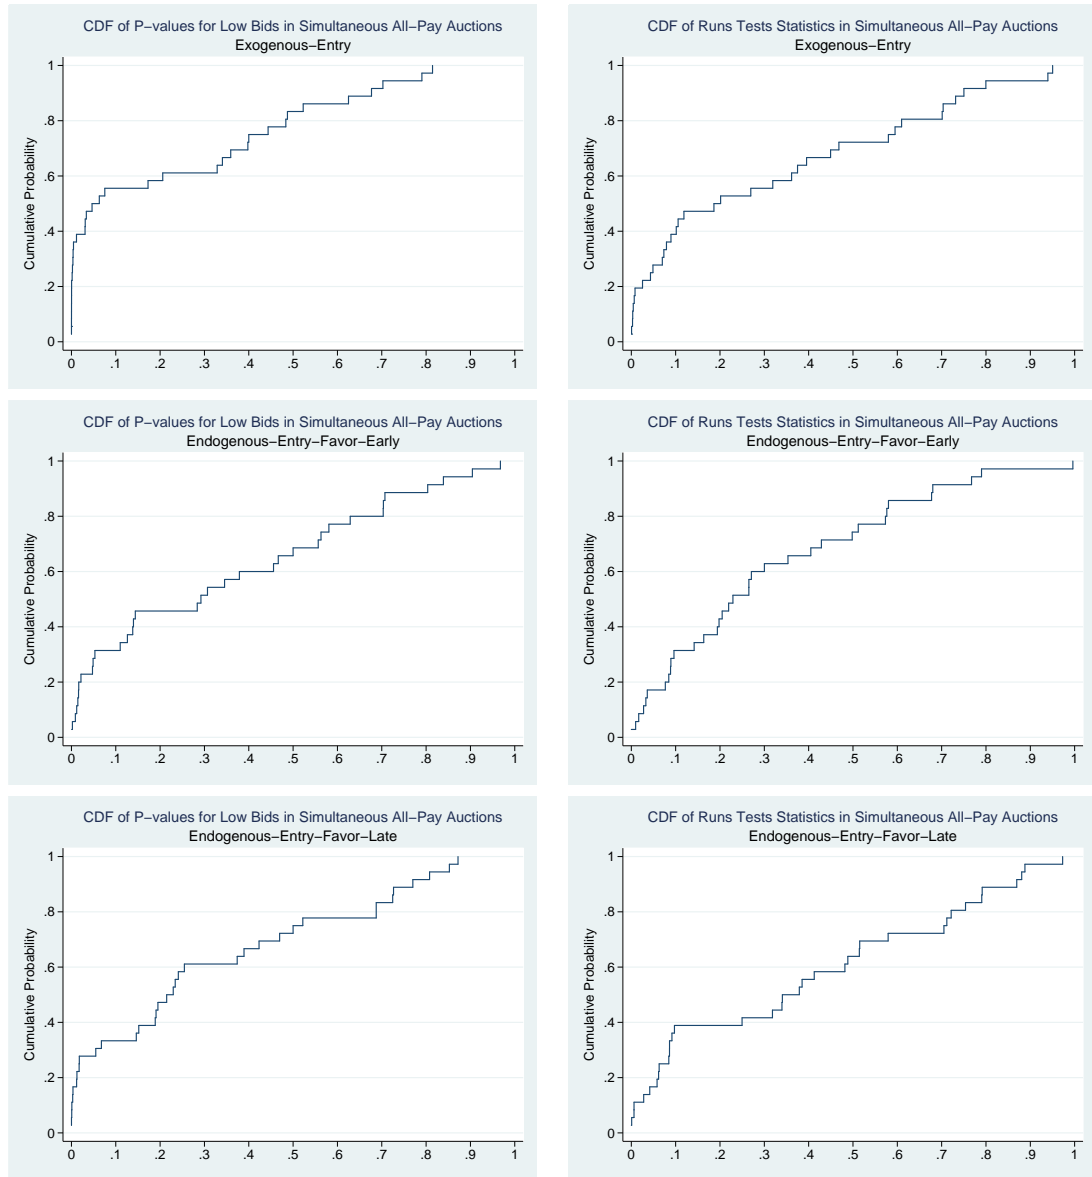 CDF of P−values for Low Bids in Simultaneous All−Pay Auctions
Exogenous−Entry
Cumulative Probability
1
.8
.6
.4
.2
0
0 .1 .2 .3 .4 .5 .6 .7 .8 .9 1
CDF of Runs Tests Statistics in Simultaneous All−Pay Auctions
Exogenous−Entry
Cumulative Probability
1
.8
.6
.4
.2
0
0 .1 .2 .3 .4 .5 .6 .7 .8 .9 1
CDF of P−values for Low Bids in Simultaneous All−Pay Auctions
Endogenous−Entry−Favor−Early
Cumulative Probability
1
.8
.6
.4
.2
0
0 .1 .2 .3 .4 .5 .6 .7 .8 .9 1
CDF of Runs Tests Statistics in Simultaneous All−Pay Auctions
Endogenous−Entry−Favor−Early
Cumulative Probability
1
.8
.6
.4
.2
0
0 .1 .2 .3 .4 .5 .6 .7 .8 .9 1
CDF of P−values for Low Bids in Simultaneous All−Pay Auctions
Endogenous−Entry−Favor−Late
Cumulative Probability
1
.8
.6
.4
.2
0
0 .1 .2 .3 .4 .5 .6 .7 .8 .9 1
CDF of Runs Tests Statistics in Simultaneous All−Pay Auctions
Endogenous−Entry−Favor−Late
Cumulative Probability
1
.8
.6
.4
.2
0
0 .1 .2 .3 .4 .5 .6 .7 .8 .9 1